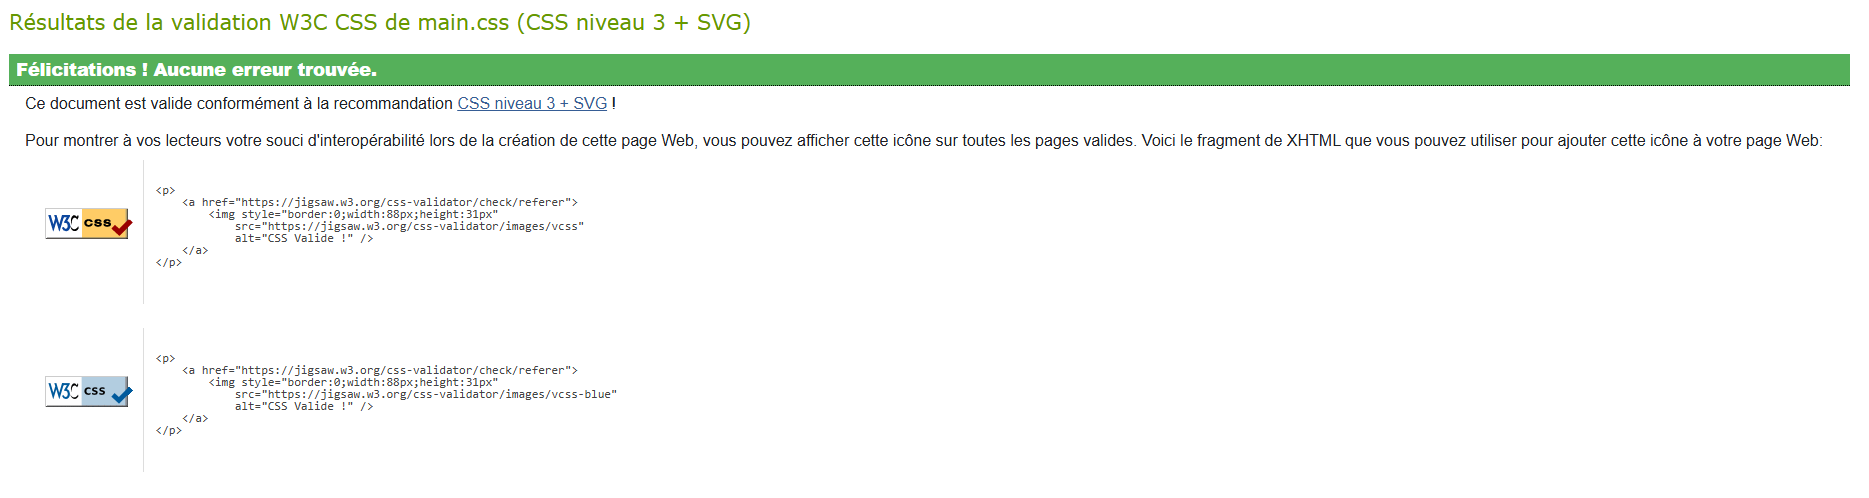 Résultats de la validation W3C CSS de main.css (CSS niveau 3 + SVG)
Félicitations ! Aucune erreur trouvée.
Ce document est valide conformément à la recommandation CSS niveau 3 + SVG !
Pour montrer à vos lecteurs votre souci d'interopérabilité lors de la création de cette page Web, vous pouvez afficher cette icône sur toutes les pages valides. Voici le fragment de XHTML que vous pouvez utiliser pour ajouter cette icône à votre page Web:
W3C css
<p>
    <a href="https://jigsaw.w3.org/css-validator/check/referer">
        <img style="border:0;width:88px;height:31px"
            src="https://jigsaw.w3.org/css-validator/images/vcss"
            alt="CSS Valide !" />
    </a>
</p>
W3C css
<p>
    <a href="https://jigsaw.w3.org/css-validator/check/referer">
        <img style="border:0;width:88px;height:31px"
            src="https://jigsaw.w3.org/css-validator/images/vcss-blue"
            alt="CSS Valide !" />
    </a>
</p>